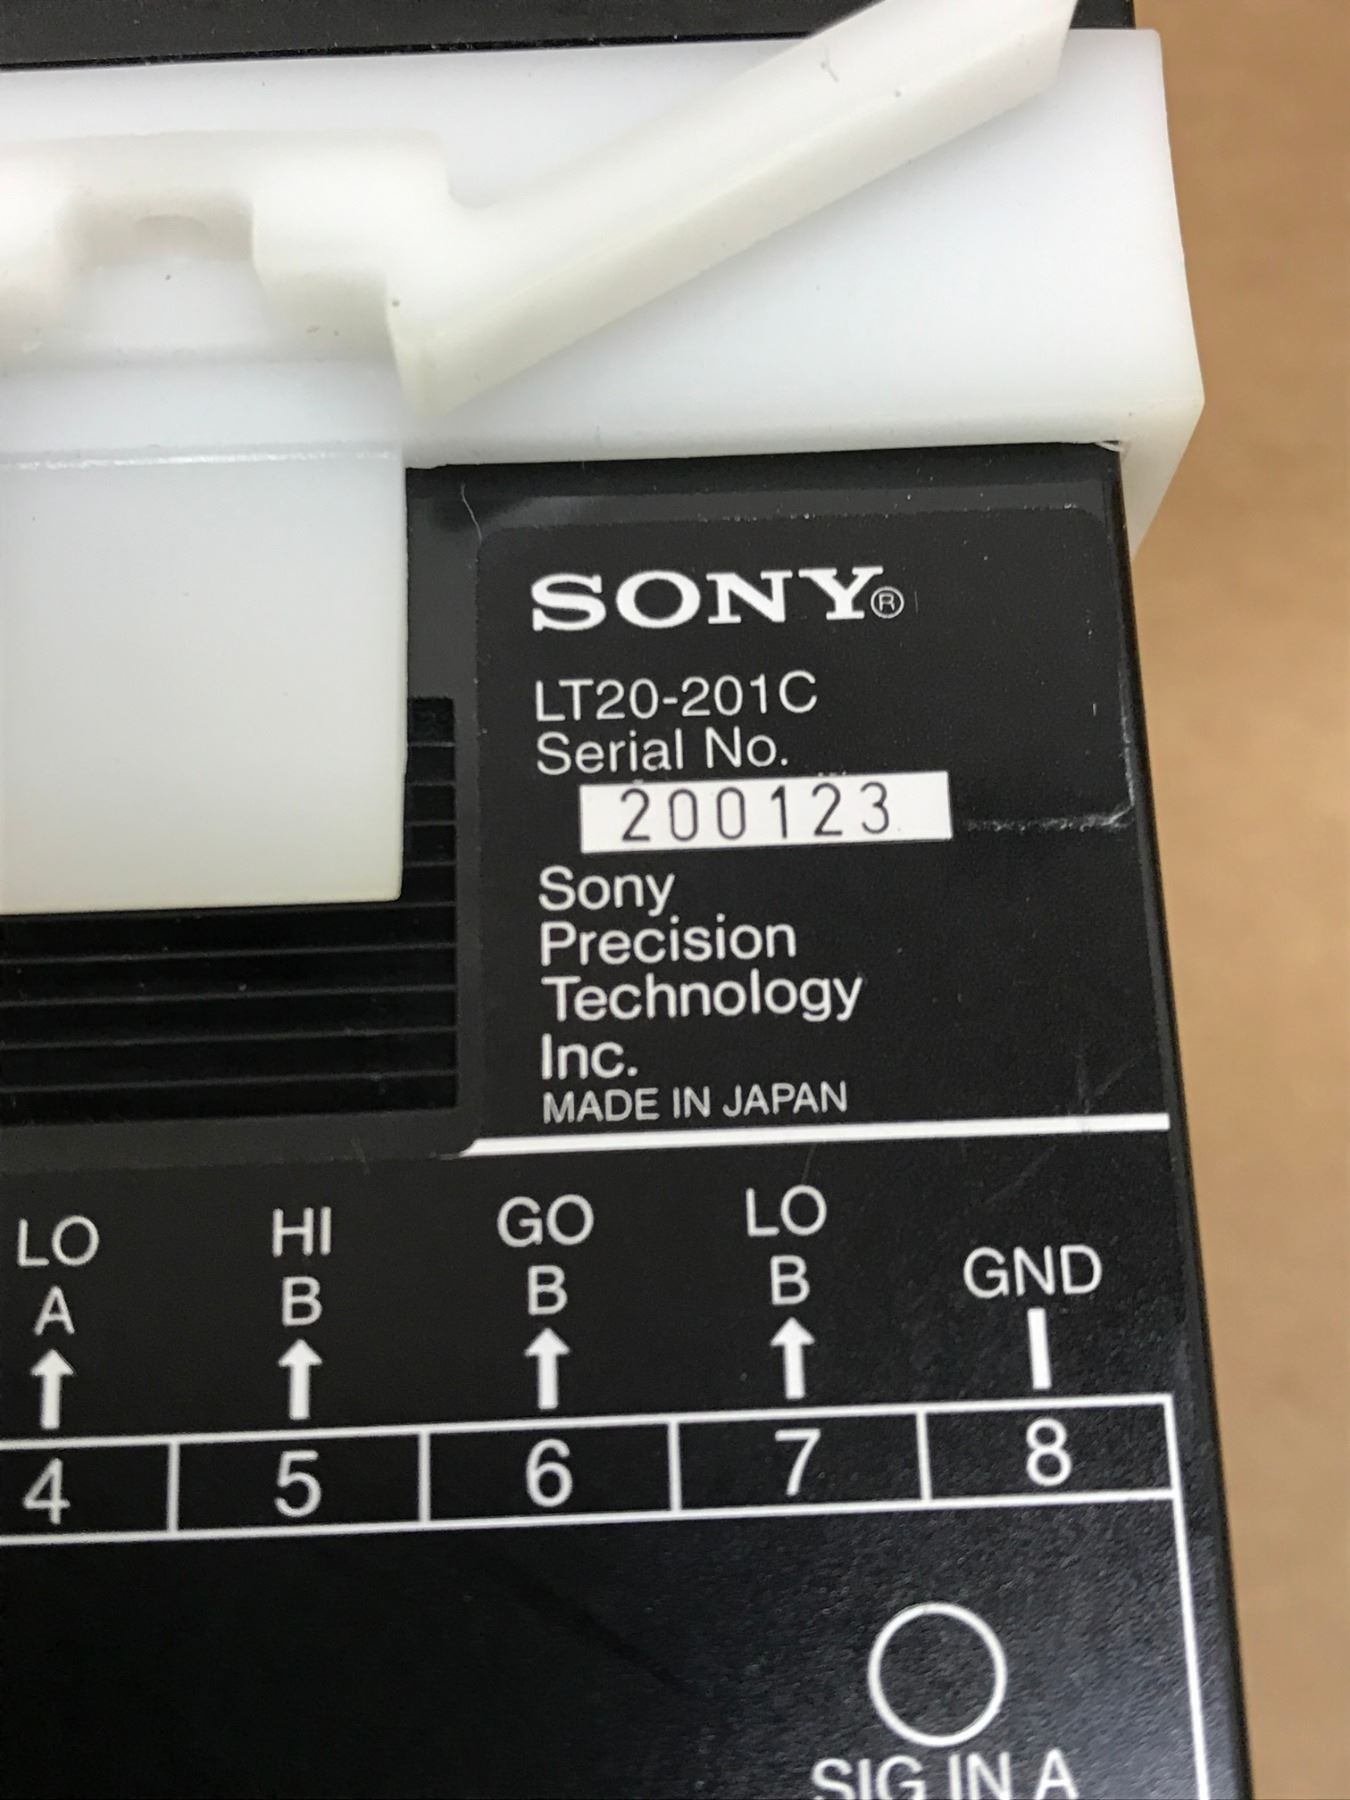 SONY®
LT20-201C
Serial No.
200123
Sony
Precision
Technology
Inc.
MADE IN JAPAN
LO HI GO LO GND
A B B B
4 5 6 7 8
SIG IN A